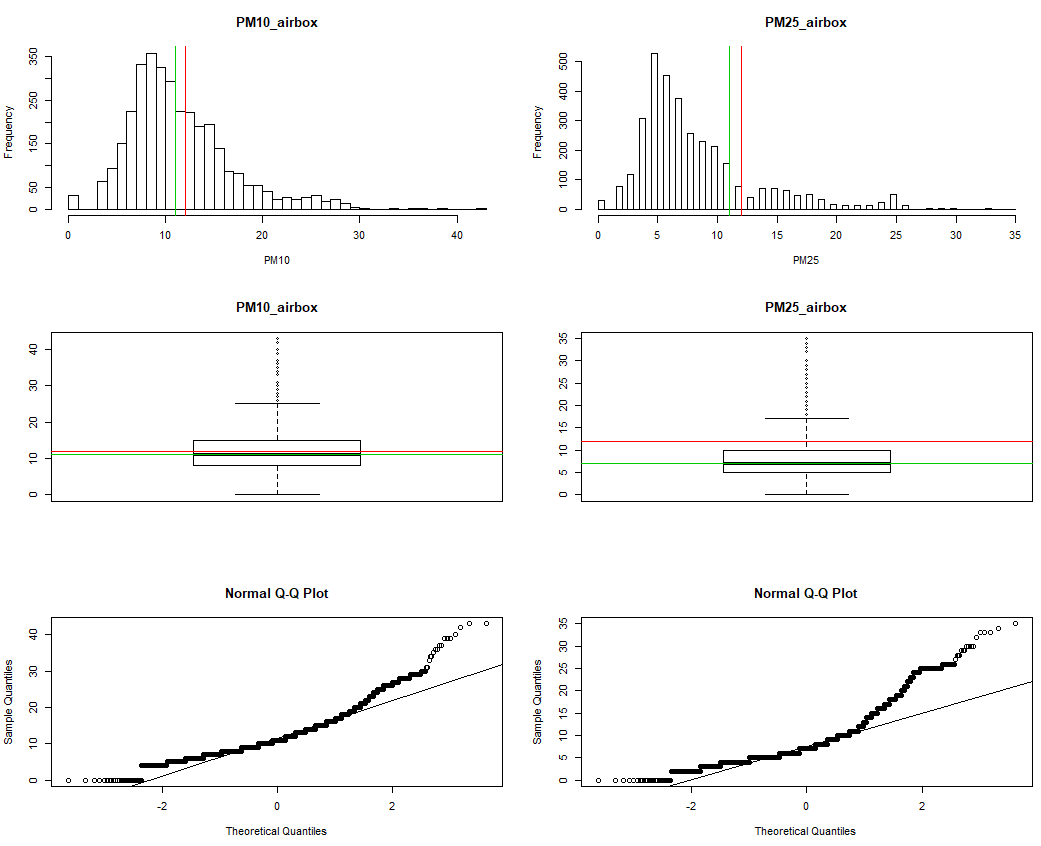 PM10_airbox
PM25_airbox
Frequency
0 50 150 250 350
0 10 20 30 40
PM10
Frequency
0 100 200 300 400 500
0 5 10 15 20 25 30 35
PM25
PM10_airbox
PM25_airbox
0 10 20 30 40
0 5 10 15 20 25 30 35
Normal Q-Q Plot
Normal Q-Q Plot
Sample Quantiles
0 10 20 30 40
-2 0 2
Theoretical Quantiles
Sample Quantiles
0 5 10 15 20 25 30 35
-2 0 2
Theoretical Quantiles